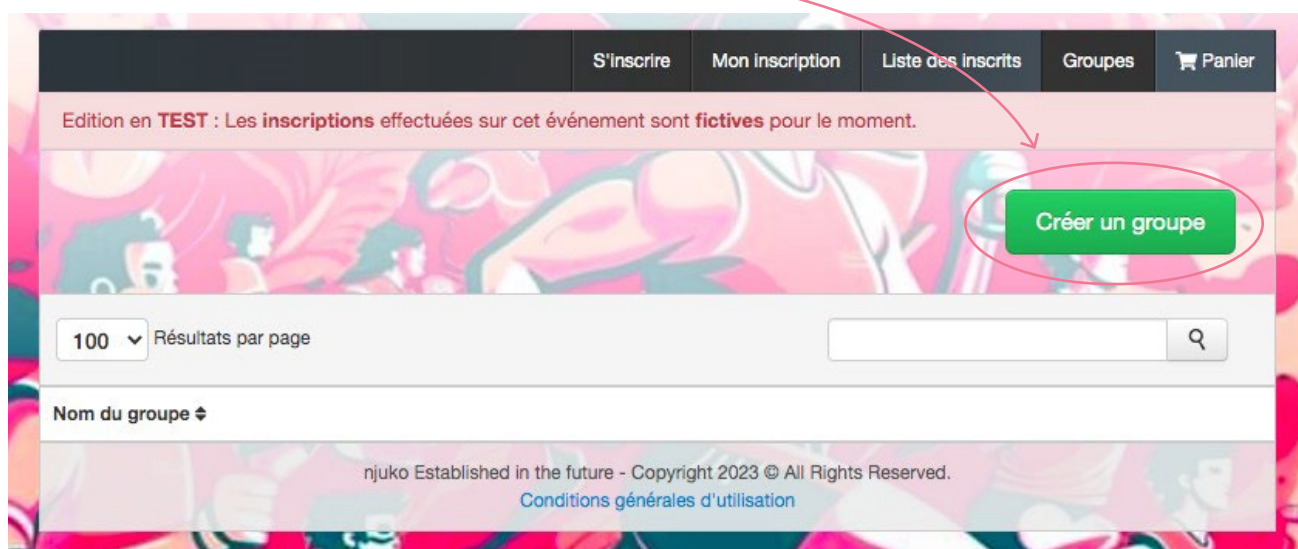 S'inscrire Mon inscription Liste des inscrits Groupes Panier
Edition en TEST : Les inscriptions effectuées sur cet événement sont fictives pour le moment.
Créer un groupe
100 Résultats par page
Nom du groupe
njuko Established in the future - Copyright 2023 © All Rights Reserved.
Conditions générales d'utilisation